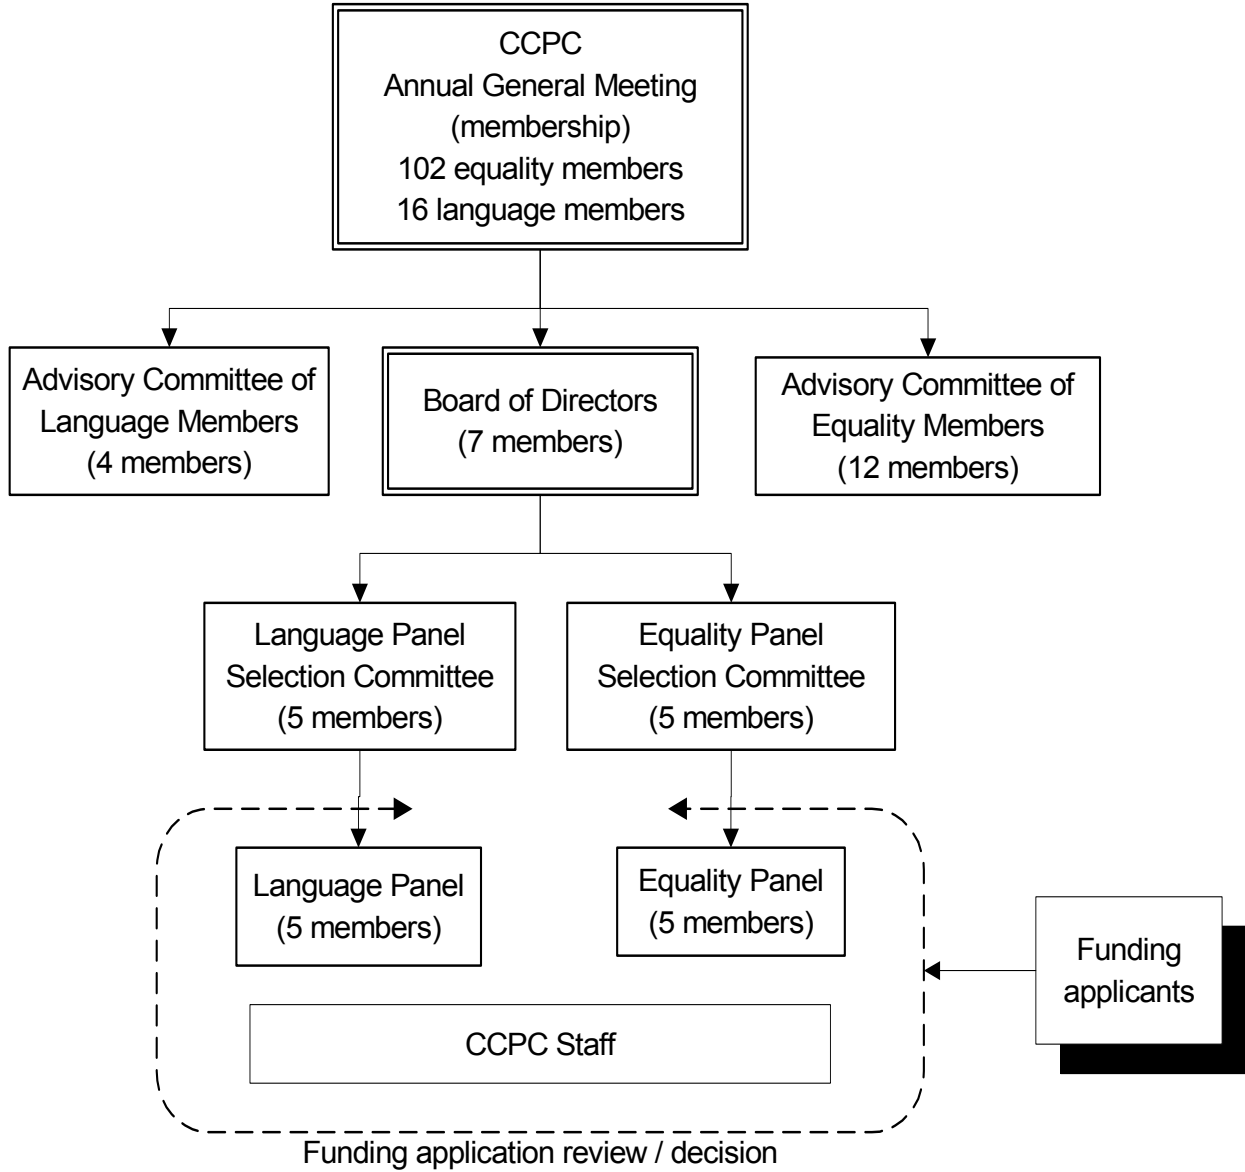 CCPC
Annual General Meeting
(membership)
102 equality members
16 language members
Advisory Committee of
Language Members
(4 members)
Board of Directors
(7 members)
Advisory Committee of
Equality Members
(12 members)
Language Panel
Selection Committee
(5 members)
Equality Panel
Selection Committee
(5 members)
Language Panel
(5 members)
Equality Panel
(5 members)
Funding
applicants
CCPC Staff
Funding application review / decision